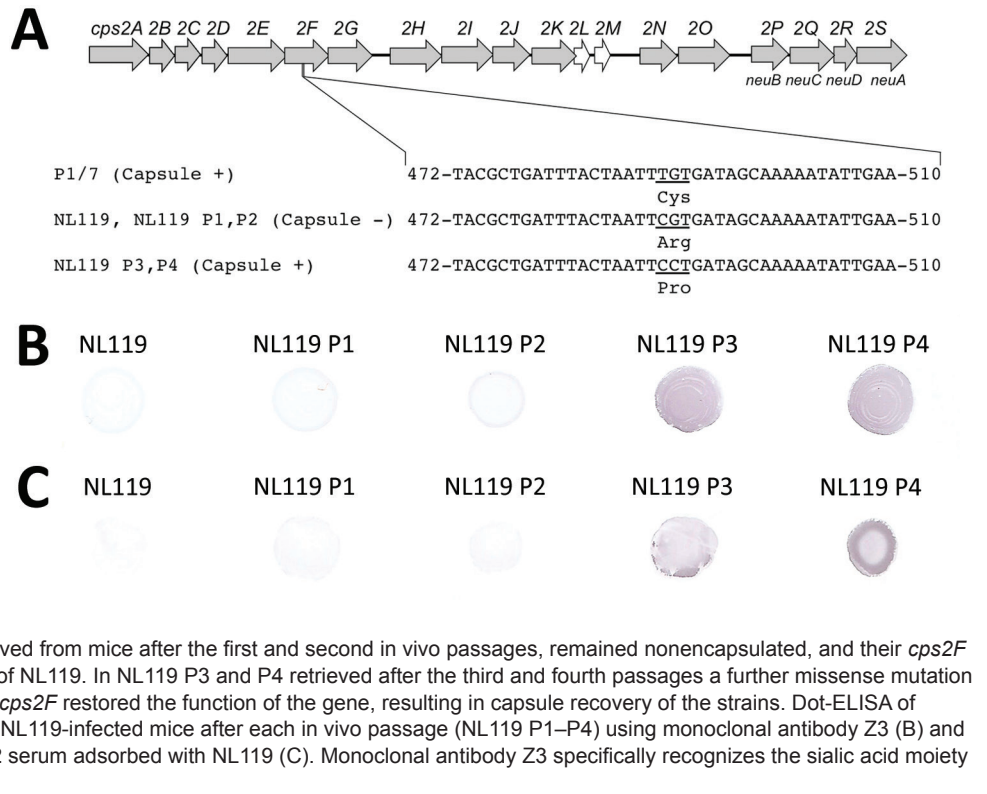 A
cps2A 2B 2C 2D 2E 2F 2G 2H 2I 2J 2K 2L 2M 2N 2O 2P 2Q 2R 2S
neuB neuC neuD neuA
P1/7 (Capsule +) 472-TACGCTGATTTACTAATTTGTGATAGCAAAAATATTGAA-510
Cys
NL119, NL119 P1,P2 (Capsule -) 472-TACGCTGATTTACTAATTCGTGATAGCAAAAATATTGAA-510
Arg
NL119 P3,P4 (Capsule +) 472-TACGCTGATTTACTAATTCCTGATAGCAAAAATATTGAA-510
Pro
B
NL119 NL119 P1 NL119 P2 NL119 P3 NL119 P4
C
NL119 NL119 P1 NL119 P2 NL119 P3 NL119 P4
ved from mice after the first and second in vivo passages, remained nonencapsulated, and their cps2F
of NL119. In NL119 P3 and P4 retrieved after the third and fourth passages a further missense mutation
cps2F restored the function of the gene, resulting in capsule recovery of the strains. Dot-ELISA of
NL119-infected mice after each in vivo passage (NL119 P1–P4) using monoclonal antibody Z3 (B) and
2 serum adsorbed with NL119 (C). Monoclonal antibody Z3 specifically recognizes the sialic acid moiety